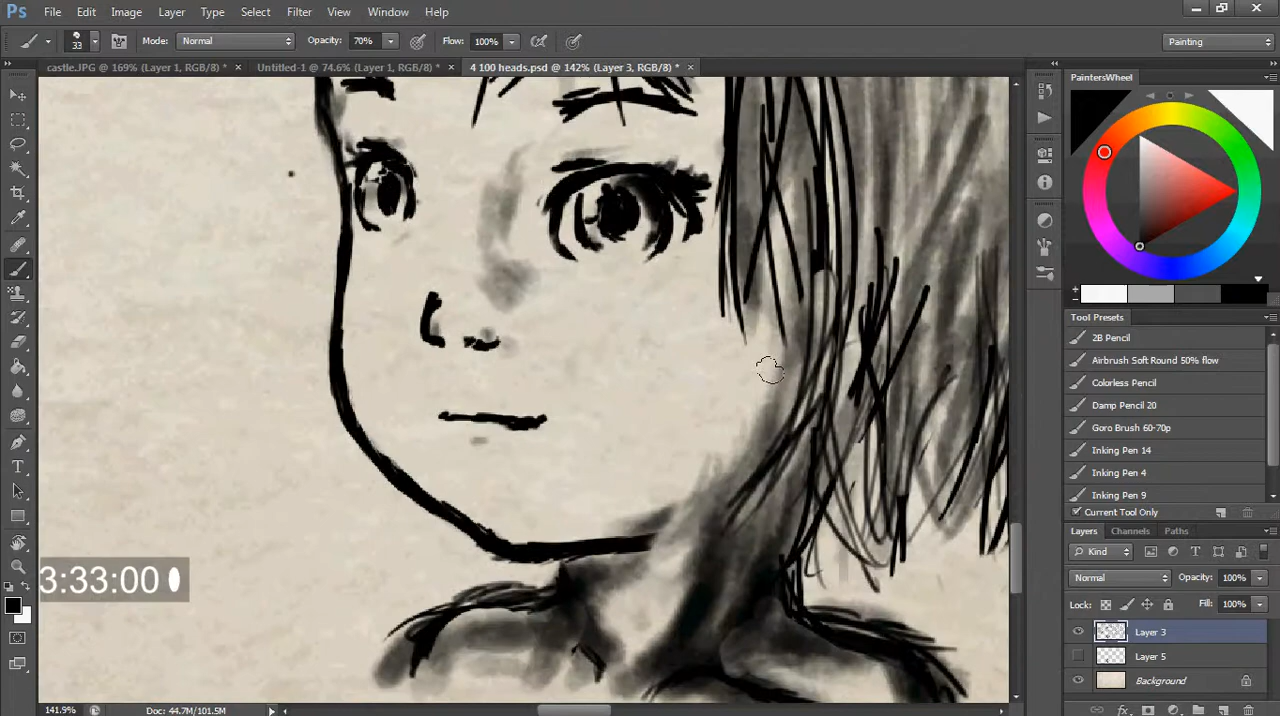 Ps File Edit Image Layer Type Select Filter View Window Help
33 Mode: Normal Opacity: 70% Flow: 100% Painting
castle.JPG @ 169% (Layer 1, RGB/8) * × Untitled-1 @ 74.6% (Layer 1, RGB/8) * × 4 100 heads.psd @ 142% (Layer 3, RGB/8) * ×
PaintersWheel
Tool Presets
2B Pencil
Airbrush Soft Round 50% flow
Colorless Pencil
Damp Pencil 20
Goro Brush 60-70p
Inking Pen 14
Inking Pen 4
Inking Pen 9
Current Tool Only
Layers Channels Paths
Kind
Normal Opacity: 100%
Lock: Fill: 100%
Layer 3
Layer 5
Background
3:33:00
141.9% Doc: 44.7M/101.5M